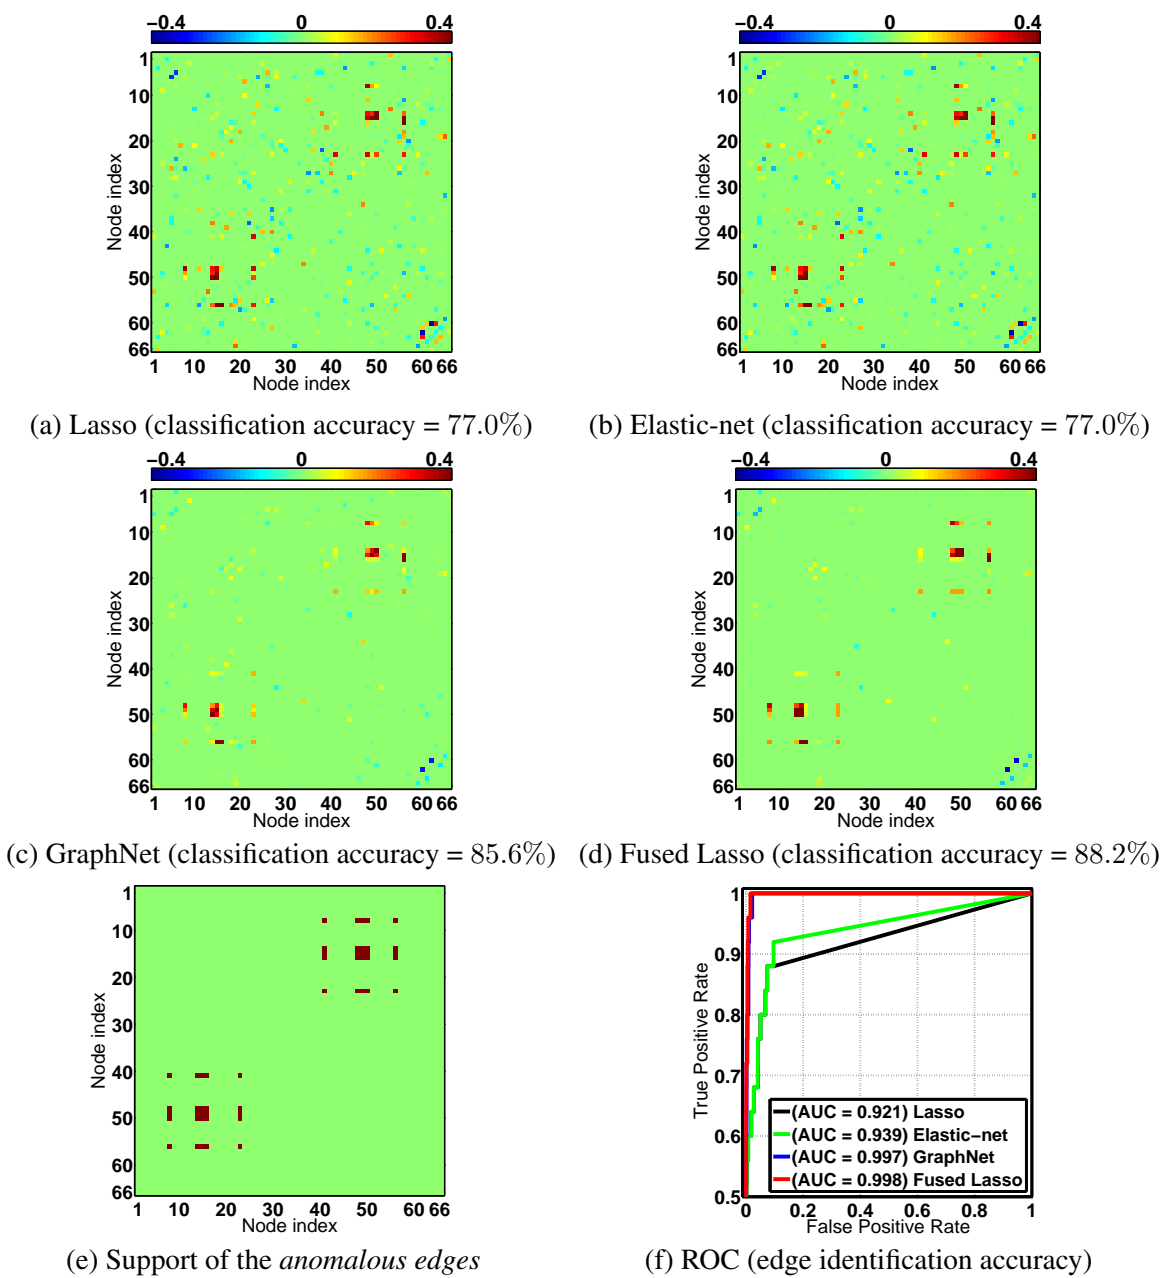 −0.4 0 0.4
−0.4 0 0.4
Node index
1
10
20
30
40
50
60
66
1 10 20 30 40 50 60 66
Node index
Node index
1
10
20
30
40
50
60
66
1 10 20 30 40 50 60 66
Node index
(a) Lasso (classification accuracy = 77.0%)
(b) Elastic-net (classification accuracy = 77.0%)
−0.4 0 0.4
−0.4 0 0.4
Node index
1
10
20
30
40
50
60
66
1 10 20 30 40 50 60 66
Node index
Node index
1
10
20
30
40
50
60
66
1 10 20 30 40 50 60 66
Node index
(c) GraphNet (classification accuracy = 85.6%)
(d) Fused Lasso (classification accuracy = 88.2%)
Node index
1
10
20
30
40
50
60
66
1 10 20 30 40 50 60 66
Node index
True Positive Rate
1
0.9
0.8
0.7
0.6
0.5
(AUC = 0.921) Lasso
(AUC = 0.939) Elastic−net
(AUC = 0.997) GraphNet
(AUC = 0.998) Fused Lasso
0 0.2 0.4 0.6 0.8 1
False Positive Rate
(e) Support of the anomalous edges
(f) ROC (edge identification accuracy)